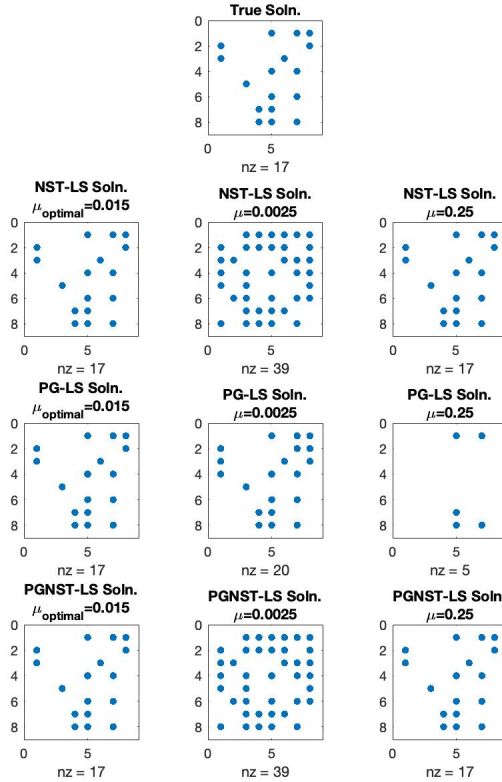 True Soln.
0
2
4
6
8
0 5
nz = 17
NST-LS Soln. NST-LS Soln. NST-LS Soln.
μoptimal=0.015 μ=0.0025 μ=0.25
0 0 0
2 2 2
4 4 4
6 6 6
8 8 8
0 5 0 5 0 5
nz = 17 nz = 39 nz = 17
PG-LS Soln. PG-LS Soln. PG-LS Soln.
μoptimal=0.015 μ=0.0025 μ=0.25
0 0 0
2 2 2
4 4 4
6 6 6
8 8 8
0 5 0 5 0 5
nz = 17 nz = 20 nz = 5
PGNST-LS Soln. PGNST-LS Soln. PGNST-LS Soln.
μoptimal=0.015 μ=0.0025 μ=0.25
0 0 0
2 2 2
4 4 4
6 6 6
8 8 8
0 5 0 5 0 5
nz = 17 nz = 39 nz = 17